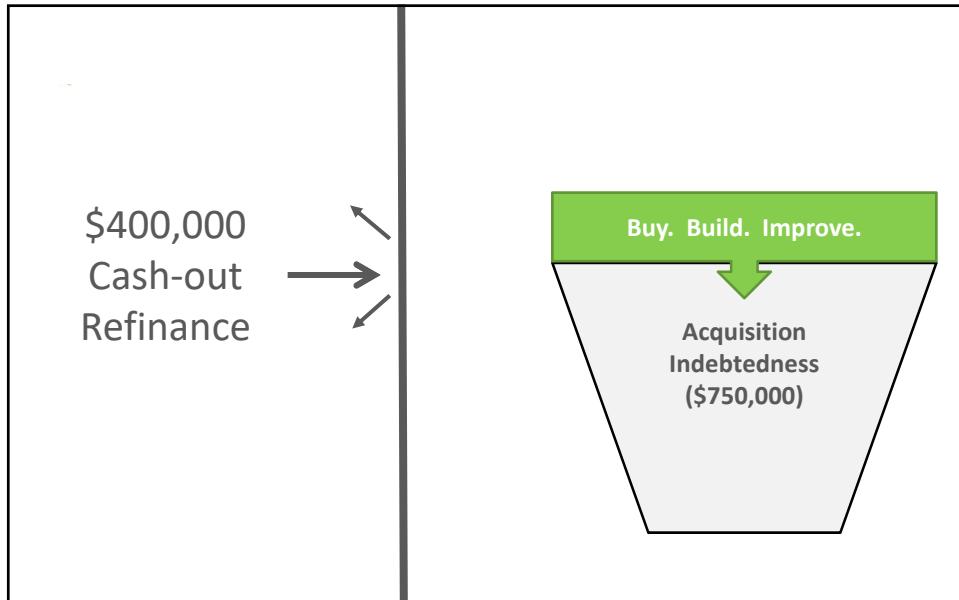 $400,000
Cash-out
Refinance
Buy. Build. Improve.
Acquisition
Indebtedness
($750,000)